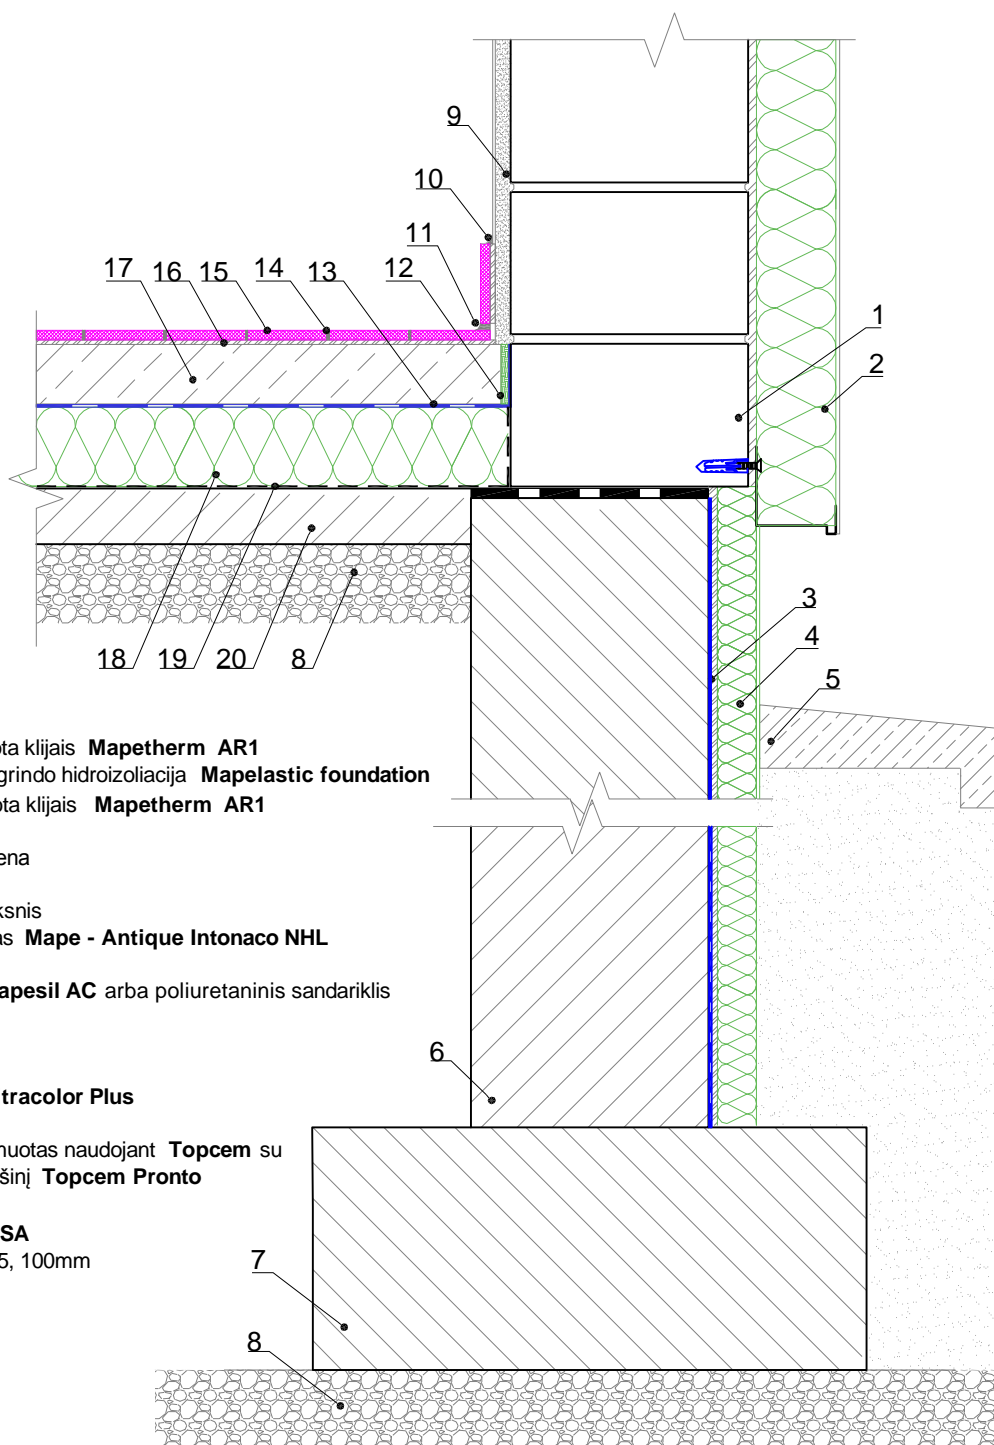 9
10
11
17 16 15 14 13 12
1
2
3
18 19 20 8
4
5
ota klijais Mapetherm AR1
grindo hidroizoliacija Mapelastic foundation
ota klijais Mapetherm AR1
ena
ksnis
as Mape - Antique Intonaco NHL
apesil AC arba poliuretaninis sandariklis
6
tracolor Plus
nuotas naudojant Topcem su
šinį Topcem Pronto
SA
5, 100mm
7
8